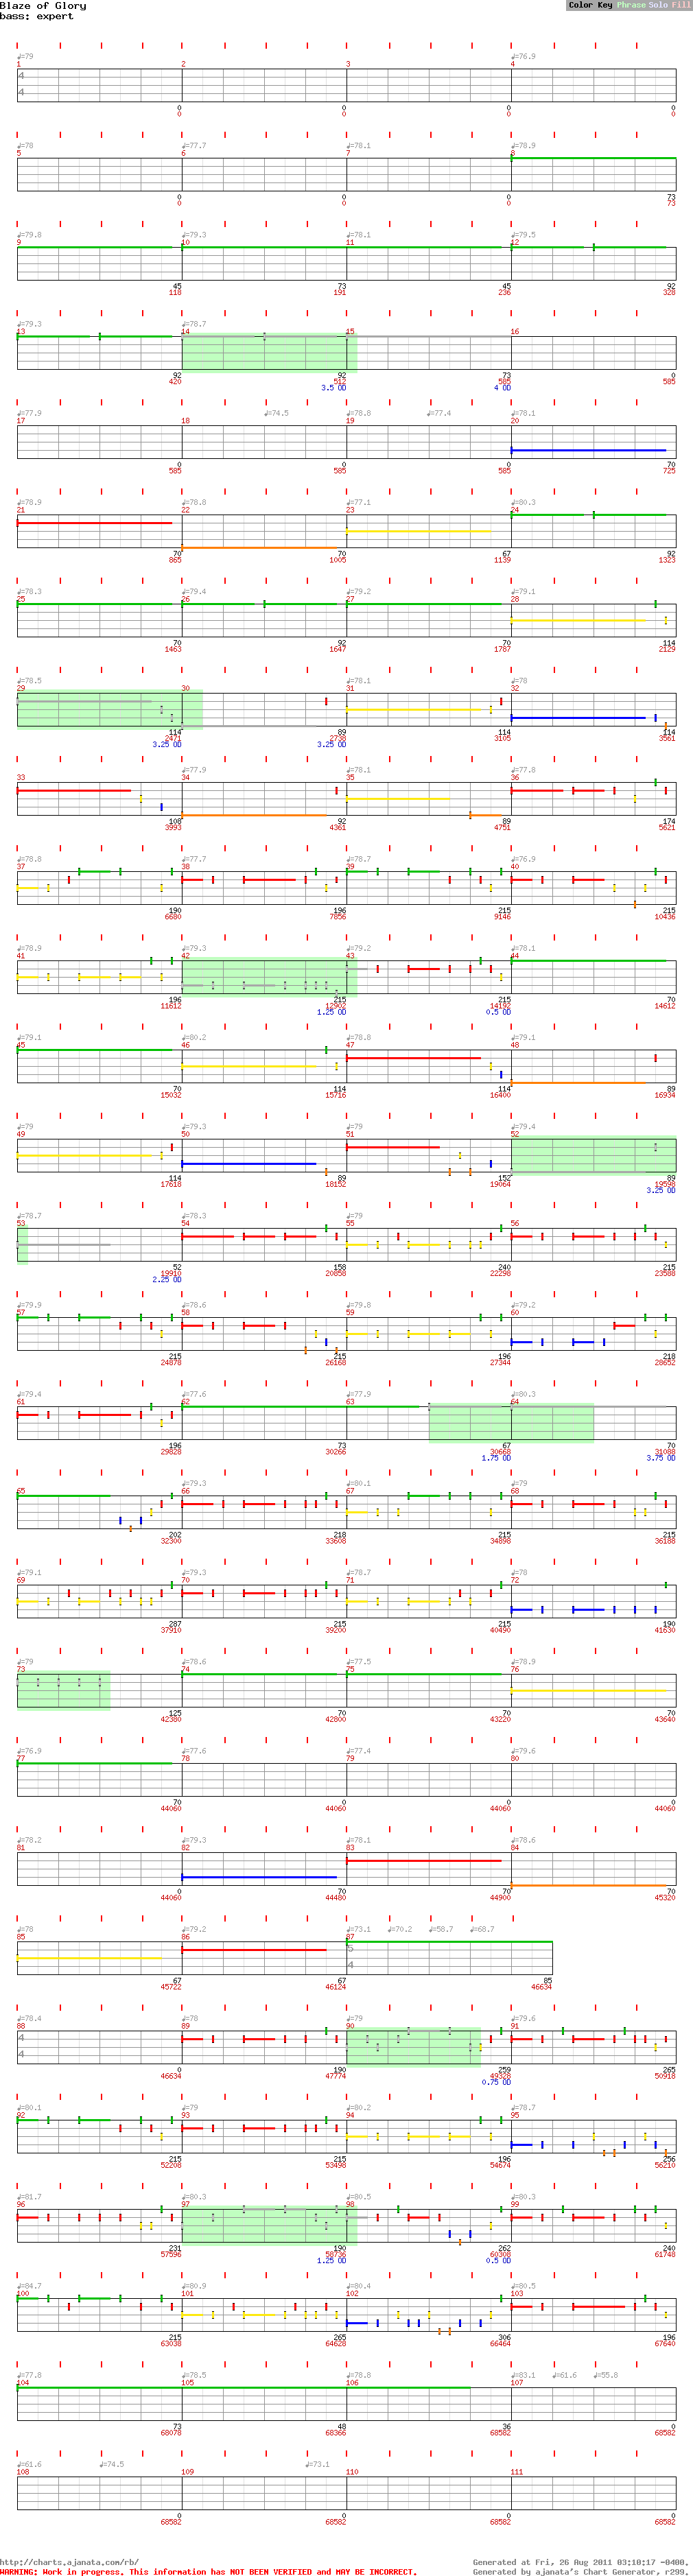 Blaze of Glory
Color Key Phrase Solo Fill
bass: expert
♩=79 ♩=76.9
1 2 3 4
4
4
0 0 0 0
0 0 0 0
♩=78 ♩=77.7 ♩=78.1 ♩=78.9
5 6 7 8
0 0 0 73
0 0 0 73
♩=79.8 ♩=79.3 ♩=78.1 ♩=79.5
9 10 11 12
45 73 45 92
118 191 236 328
♩=79.3 ♩=78.7
13 14 15 16
92 92 73 0
420 512 585 585
3.5 OD 4 OD
♩=77.9 ♩=74.5 ♩=78.8 ♩=77.4 ♩=78.1
17 18 19 20
0 0 0 70
585 585 585 725
♩=78.9 ♩=78.8 ♩=77.1 ♩=80.3
21 22 23 24
70 70 67 92
865 1005 1139 1323
♩=78.3 ♩=79.4 ♩=79.2 ♩=79.1
25 26 27 28
70 92 70 114
1463 1647 1787 2129
♩=78.5 ♩=78.1 ♩=78
29 30 31 32
114 89 114 114
2471 2738 3105 3561
3.25 OD 3.25 OD
♩=77.9 ♩=78.1 ♩=77.8
33 34 35 36
108 92 89 174
3993 4361 4751 5621
♩=78.8 ♩=77.7 ♩=78.7 ♩=76.9
37 38 39 40
190 196 215 215
6680 7856 9146 10436
♩=78.9 ♩=79.3 ♩=79.2 ♩=78.1
41 42 43 44
196 215 215 70
11612 12902 14192 14612
1.25 OD 0.5 OD
♩=79.1 ♩=80.2 ♩=78.8 ♩=79.1
45 46 47 48
70 114 114 89
15032 15716 16400 16934
♩=79 ♩=79.3 ♩=79 ♩=79.4
49 50 51 52
114 89 152 89
17618 18152 19064 19598
3.25 OD
♩=78.7 ♩=78.3 ♩=79
53 54 55 56
52 158 240 215
19910 20858 22298 23588
2.25 OD
♩=79.9 ♩=78.6 ♩=79.8 ♩=79.2
57 58 59 60
215 215 196 218
24878 26168 27344 28652
♩=79.4 ♩=77.6 ♩=77.9 ♩=80.3
61 62 63 64
196 73 67 70
29828 30266 30668 31088
1.75 OD 3.75 OD
♩=79.3 ♩=80.1 ♩=79
65 66 67 68
202 218 215 215
32300 33608 34898 36188
♩=79.1 ♩=79.3 ♩=78.7 ♩=78
69 70 71 72
287 215 215 190
37910 39200 40490 41630
♩=79 ♩=78.6 ♩=77.5 ♩=78.9
73 74 75 76
125 70 70 70
42380 42800 43220 43640
♩=76.9 ♩=77.6 ♩=77.4 ♩=79.6
77 78 79 80
70 0 0 0
44060 44060 44060 44060
♩=78.2 ♩=79.3 ♩=78.1 ♩=78.6
81 82 83 84
0 70 70 70
44060 44480 44900 45320
♩=78 ♩=79.2 ♩=73.1 ♩=70.2 ♩=58.7 ♩=68.7
85 86 87
5
4
67 67 85
45722 46124 46634
♩=78.4 ♩=78 ♩=79 ♩=79.6
88 89 90 91
4
4
0 190 259 265
46634 47774 49328 50918
0.75 OD
♩=80.1 ♩=79 ♩=80.2 ♩=78.7
92 93 94 95
215 215 196 256
52208 53498 54674 56210
♩=81.7 ♩=80.3 ♩=80.5 ♩=80.3
96 97 98 99
231 190 262 240
57596 58736 60308 61748
1.25 OD 0.5 OD
♩=84.7 ♩=80.9 ♩=80.4 ♩=80.5
100 101 102 103
215 265 306 196
63038 64628 66464 67640
♩=77.8 ♩=78.5 ♩=78.8 ♩=83.1 ♩=61.6 ♩=55.8
104 105 106 107
73 48 36 0
68078 68366 68582 68582
♩=61.6 ♩=74.5 ♩=73.1
108 109 110 111
0 0 0 0
68582 68582 68582 68582
http://charts.ajanata.com/rb/ Generated at Fri, 26 Aug 2011 03:10:17 -0400.
WARNING: Work in progress. This information has NOT BEEN VERIFIED and MAY BE INCORRECT. Generated by ajanata's Chart Generator, r299.